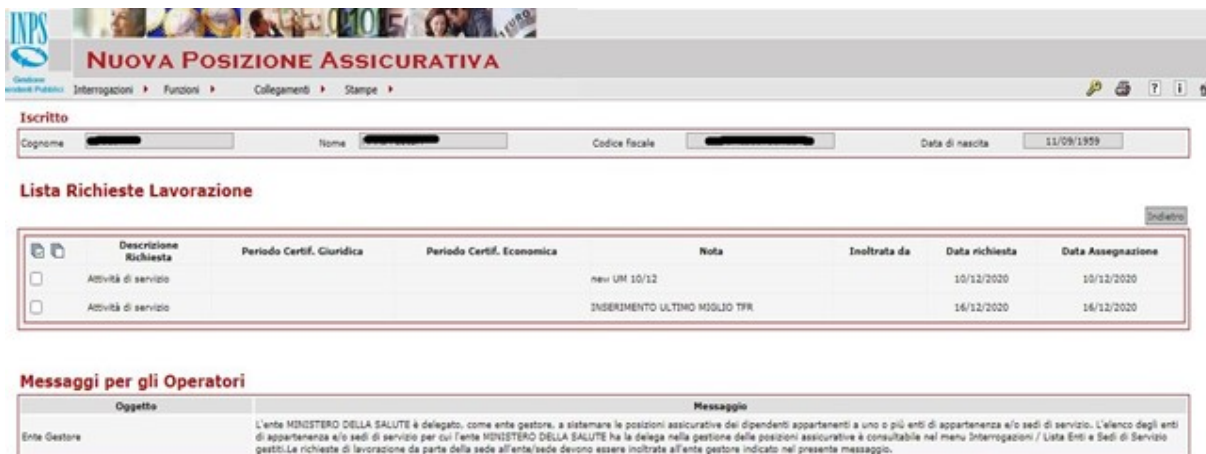 INPS
NUOVA POSIZIONE ASSICURATIVA
Gestione
Dipendenti Pubblici
Interrogazioni Funzioni Collegamenti Stampe ? i
Iscritto
Cognome Nome Codice fiscale Data di nascita 11/09/1959
Lista Richieste Lavorazione
Indietro
Descrizione Richiesta Periodo Certif. Giuridica Periodo Certif. Economica Nota Inoltrata da Data richiesta Data Assegnazione
Attività di servizio new UM 10/12 10/12/2020 10/12/2020
Attività di servizio INSERIMENTO ULTIMO MIGLIO TFR 16/12/2020 16/12/2020
Messaggi per gli Operatori
Oggetto Messaggio
Ente Gestore
L'ente MINISTERO DELLA SALUTE è delegato, come ente gestore, a sistemare le posizioni assicurative dei dipendenti appartenenti a uno o più enti di appartenenza e/o sedi di servizio. L'elenco degli enti
di appartenenza e/o sedi di servizio per cui l'ente MINISTERO DELLA SALUTE ha la delega nella gestione delle posizioni assicurative è consultabile nel menu Interrogazioni / Lista Enti e Sedi di Servizio
gestiti.Le richieste di lavorazione da parte della sede all'ente/sede devono essere inoltrate all'ente gestore indicato nel presente messaggio.